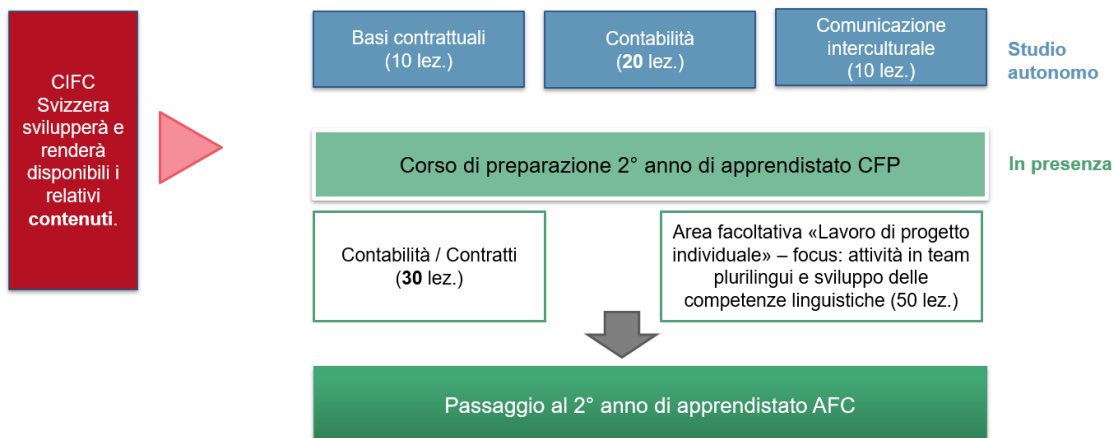 CIFC
Svizzera
svilupperà e
renderà
disponibili i
relativi
contenuti.
Basi contrattuali
(10 lez.)
Contabilità
(20 lez.)
Comunicazione
interculturale
(10 lez.)
Studio
autonomo
Corso di preparazione 2° anno di apprendistato CFP
In presenza
Contabilità / Contratti
(30 lez.)
Area facoltativa «Lavoro di progetto
individuale» – focus: attività in team
plurilingui e sviluppo delle
competenze linguistiche (50 lez.)
Passaggio al 2° anno di apprendistato AFC